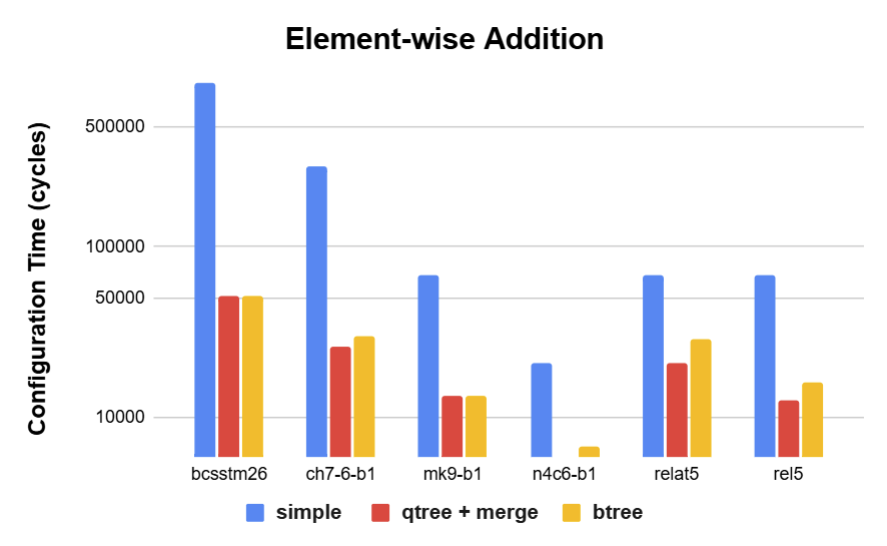 Element-wise Addition
Configuration Time (cycles)
500000
100000
50000
10000
bcsstm26 ch7-6-b1 mk9-b1 n4c6-b1 relat5 rel5
simple qtree + merge btree